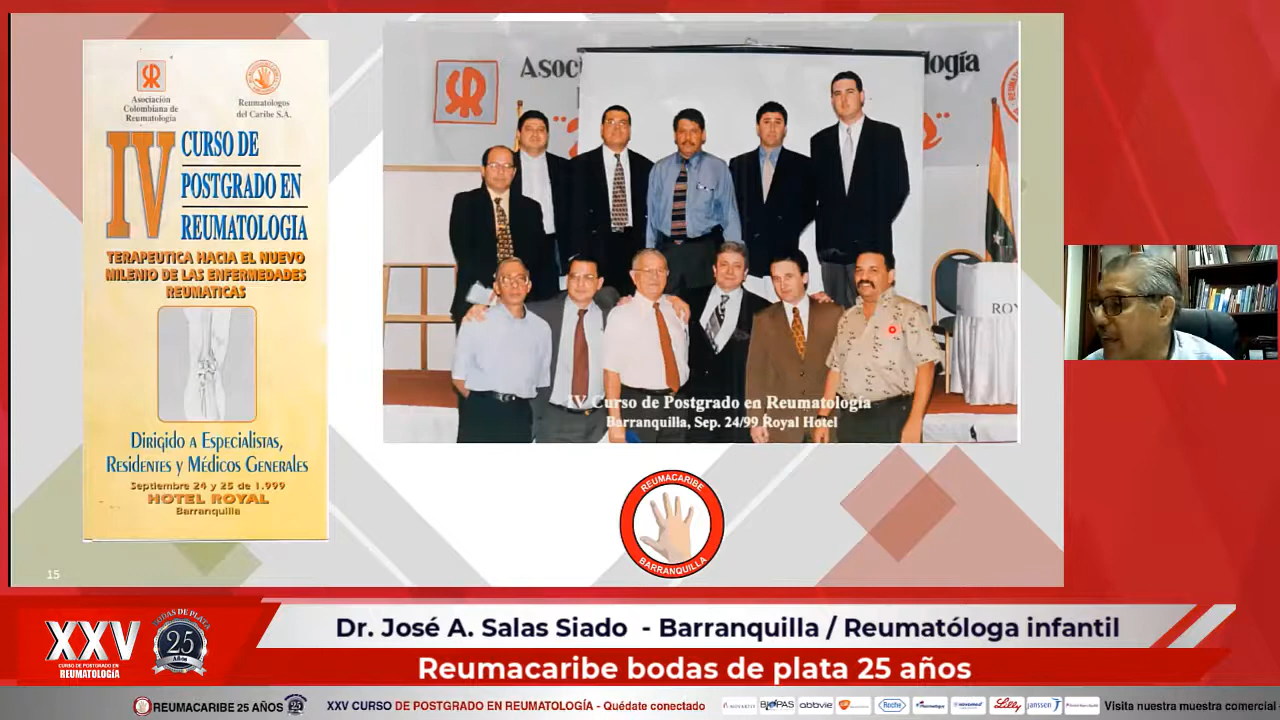 Asociación
Colombiana de
Reumatología
Reumatólogos
del Caribe S.A.
IV CURSO DE
POSTGRADO EN
REUMATOLOGIA
TERAPEUTICA HACIA EL NUEVO
MILENIO DE LAS ENFERMEDADES
REUMATICAS
Dirigido a Especialistas,
Residentes y Médicos Generales
Septiembre 24 y 25 de 1.999
HOTEL ROYAL
Barranquilla
Asoc
logía
ROY
IV Curso de Postgrado en Reumatología
Barranquilla, Sep. 24/99 Royal Hotel
REUMACARIBE
BARRANQUILLA
15
XXV
CURSO DE POSTGRADO EN
REUMATOLOGÍA
BODAS DE PLATA
25
Años
Dr. José A. Salas Siado - Barranquilla / Reumatóloga infantil
Reumacaribe bodas de plata 25 años
REUMACARIBE 25 AÑOS
XXV CURSO DE POSTGRADO EN REUMATOLOGÍA - Quédate conectado
NOVARTIS
BIOPAS
abbvie
Roche
Lilly
janssen
Visita nuestra muestra comercial